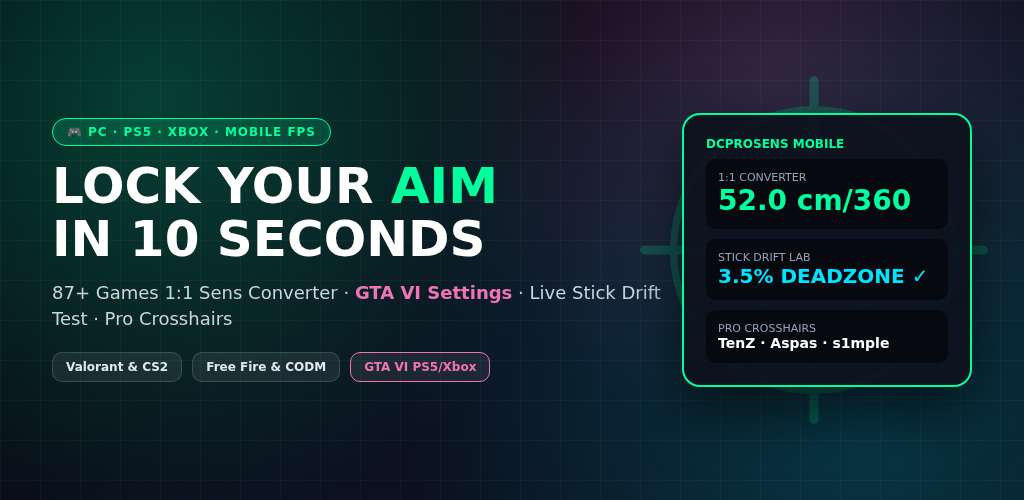 🎮 PC · PS5 · XBOX · MOBILE FPS
LOCK YOUR AIM
IN 10 SECONDS
87+ Games 1:1 Sens Converter · GTA VI Settings · Live Stick Drift
Test · Pro Crosshairs
Valorant & CS2
Free Fire & CODM
GTA VI PS5/Xbox
DCPROSENS MOBILE
1:1 CONVERTER
52.0 cm/360
STICK DRIFT LAB
3.5% DEADZONE ✓
PRO CROSSHAIRS
TenZ · Aspas · s1mple